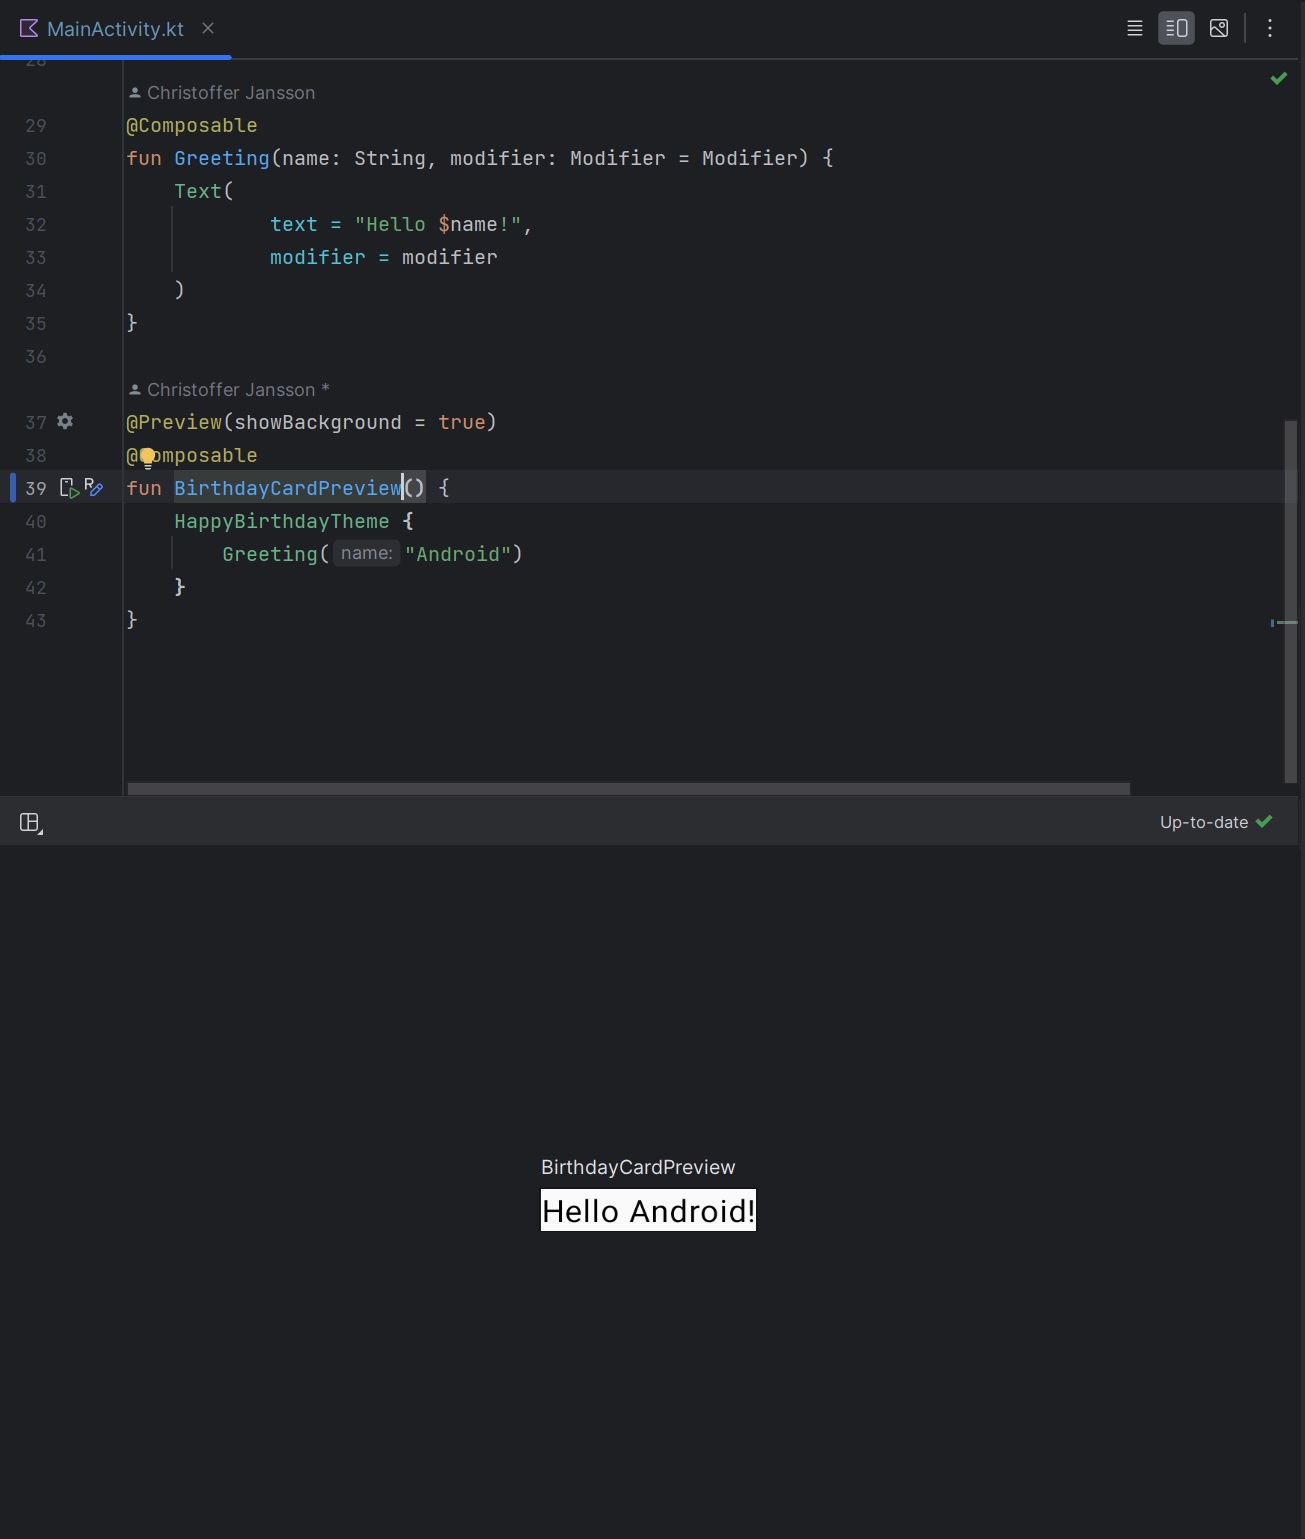 MainActivity.kt
28
Christoffer Jansson
29 @Composable
30 fun Greeting(name: String, modifier: Modifier = Modifier) {
31 Text(
32 text = "Hello $name!",
33 modifier = modifier
34 )
35 }
36
Christoffer Jansson *
37 @Preview(showBackground = true)
38 @Composable
39 fun BirthdayCardPreview() {
40 HappyBirthdayTheme {
41 Greeting( name: "Android")
42 }
43 }
Up-to-date
BirthdayCardPreview
Hello Android!